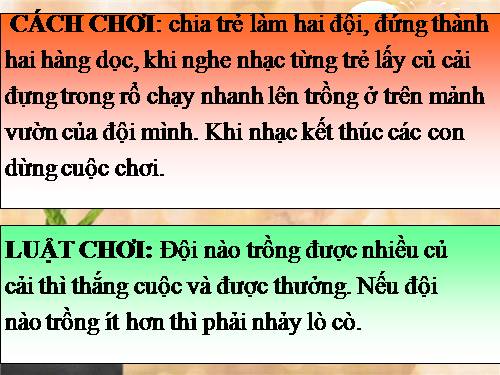 CÁCH CHƠI: chia trẻ làm hai đội, đứng thành
hai hàng dọc, khi nghe nhạc từng trẻ lấy củ cải
đựng trong rổ chạy nhanh lên trồng ở trên mảnh
vườn của đội mình. Khi nhạc kết thúc các con
dừng cuộc chơi.
LUẬT CHƠI: Đội nào trồng được nhiều củ
cải thì thắng cuộc và được thưởng. Nếu đội
nào trồng ít hơn thì phải nhảy lò cò.